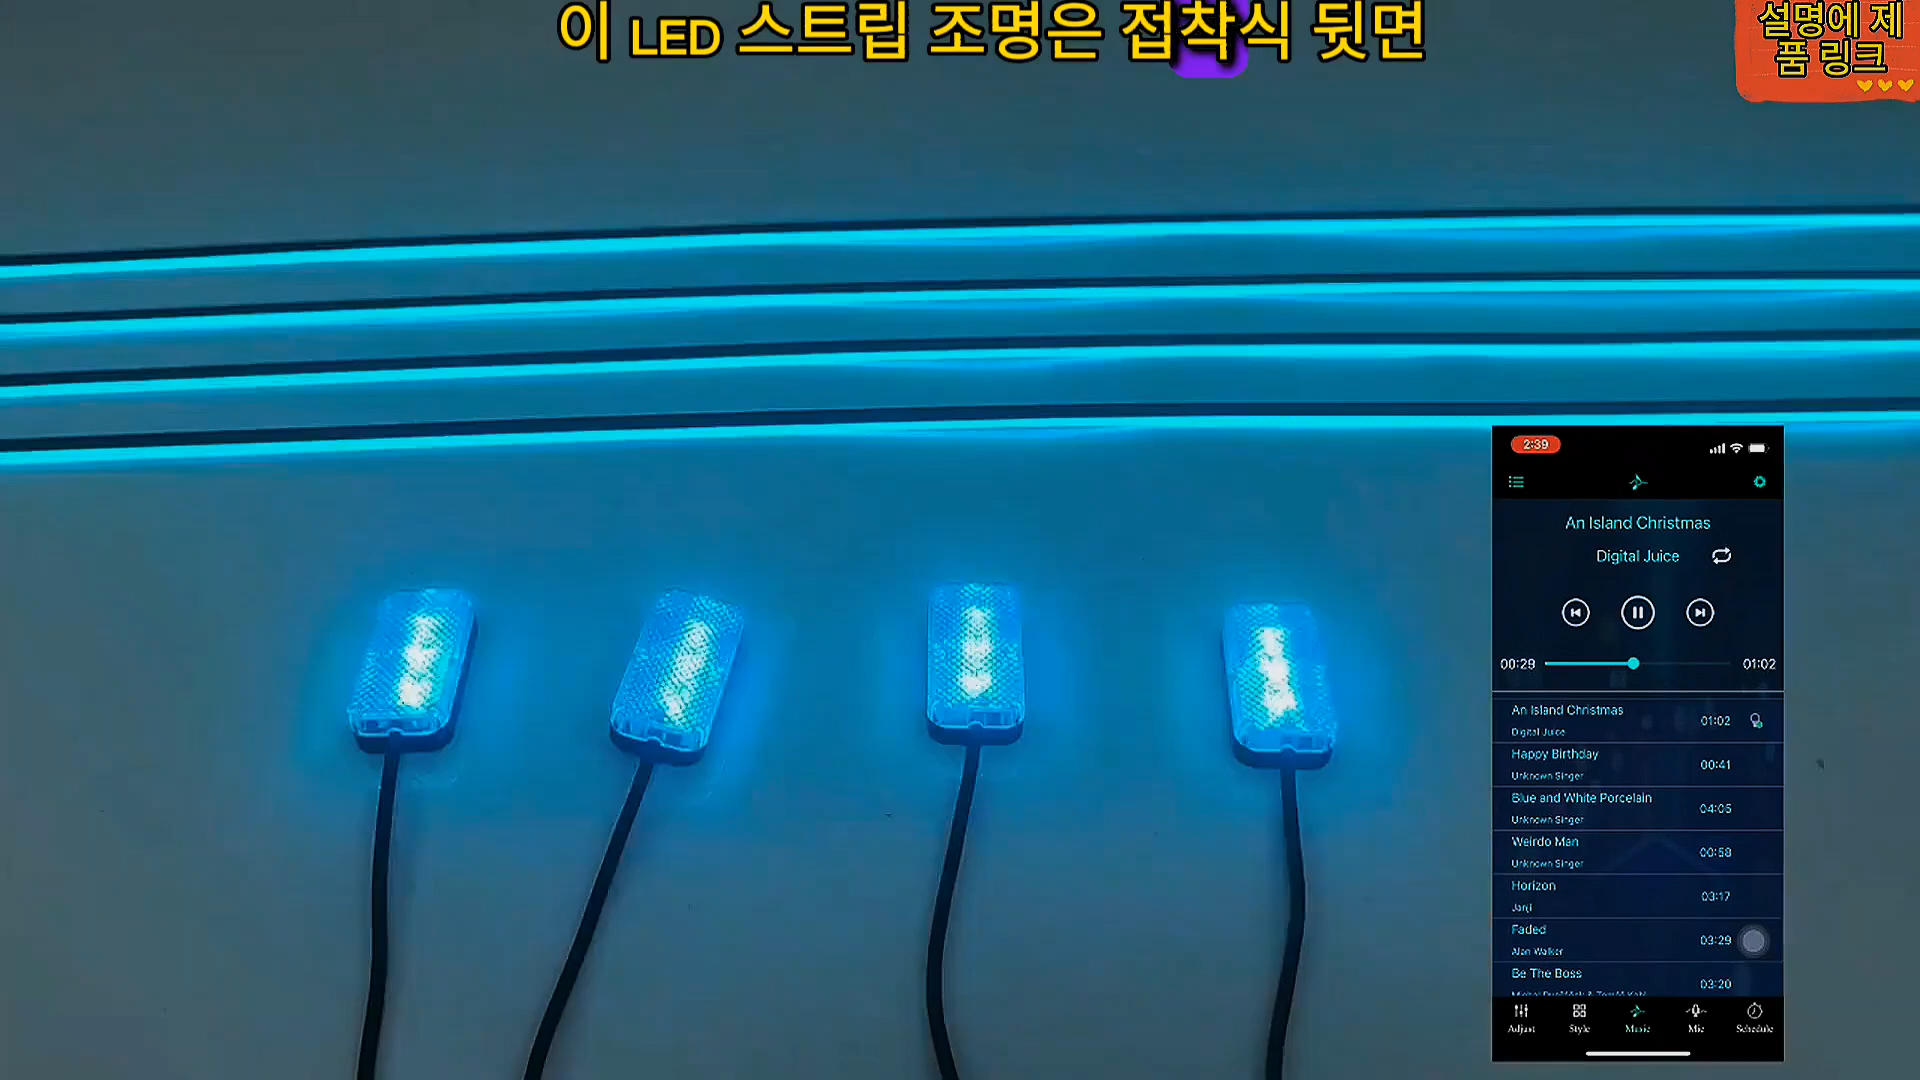 이 LED 스트립 조명은 접착식 뒷면
설명에 제
품 링크
2:39
An Island Christmas
Digital Juice
00:29
01:02
An Island Christmas
01:02
Digital Juice
Happy Birthday
00:41
Unknown Singer
Blue and White Porcelain
04:05
Unknown Singer
Weirdo Man
00:58
Unknown Singer
Horizon
03:17
Janji
Faded
03:29
Alan Walker
Be The Boss
03:20
Adjust
Style
Music
Mic
Schedule